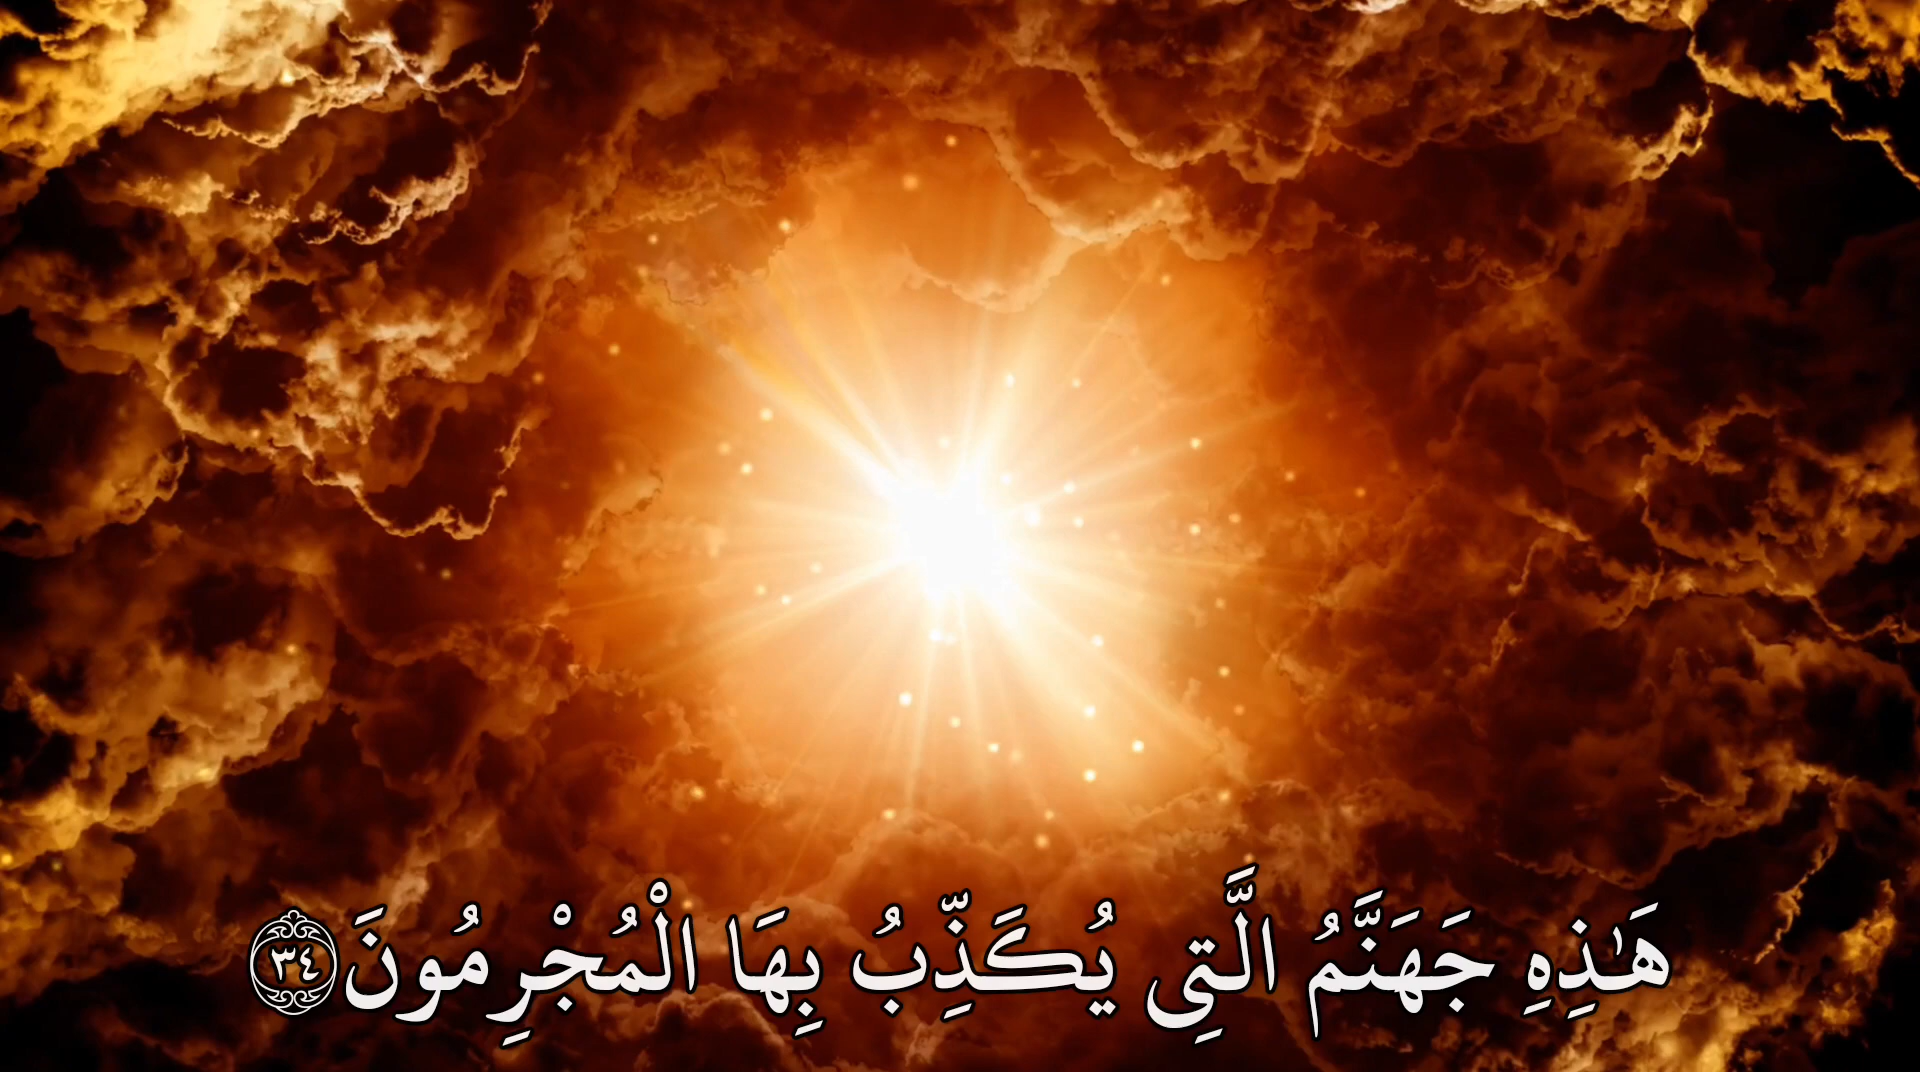 هَـٰذِهِ جَهَنَّمُ الَّتِي يُكَذِّبُ بِهَا الْمُجْرِمُونَ ٣٤